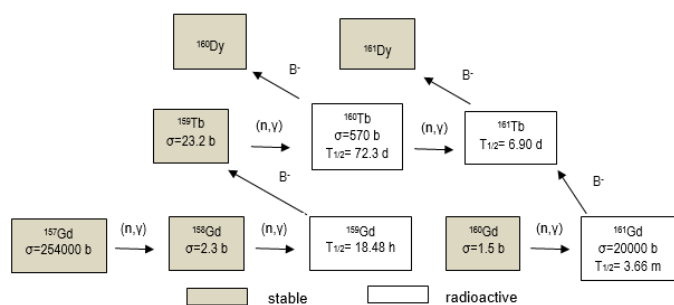 ¹⁶⁰Dy
¹⁶¹Dy
B⁻
B⁻
¹⁵⁹Tb
σ=23.2 b
(n,γ)
¹⁶⁰Tb
σ=570 b
T1/2= 72.3 d
(n,γ)
¹⁶¹Tb
T1/2= 6.90 d
B⁻
B⁻
¹⁵⁷Gd
σ=254000 b
(n,γ)
¹⁵⁸Gd
σ=2.3 b
(n,γ)
¹⁵⁹Gd
T1/2= 18.48 h
¹⁶⁰Gd
σ=1.5 b
(n,γ)
¹⁶¹Gd
σ=20000 b
T1/2= 3.66 m
stable
radioactive